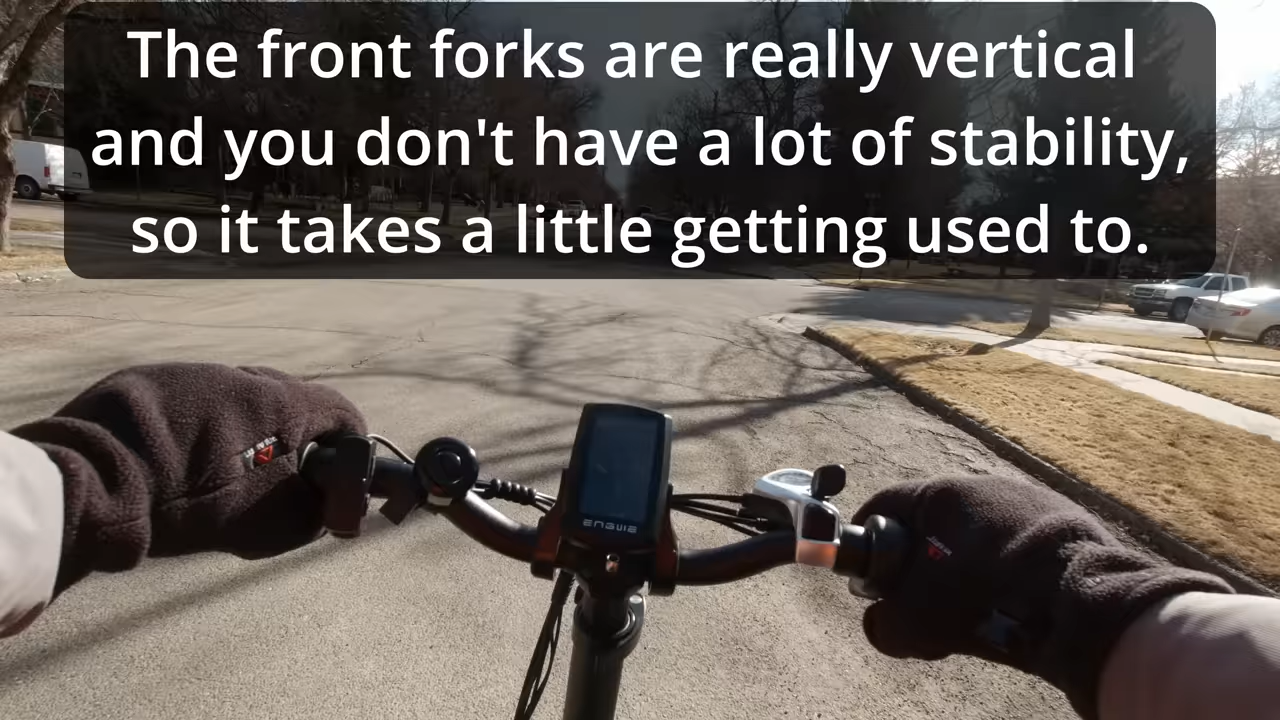 The front forks are really vertical
and you don't have a lot of stability,
so it takes a little getting used to.
ENGWE